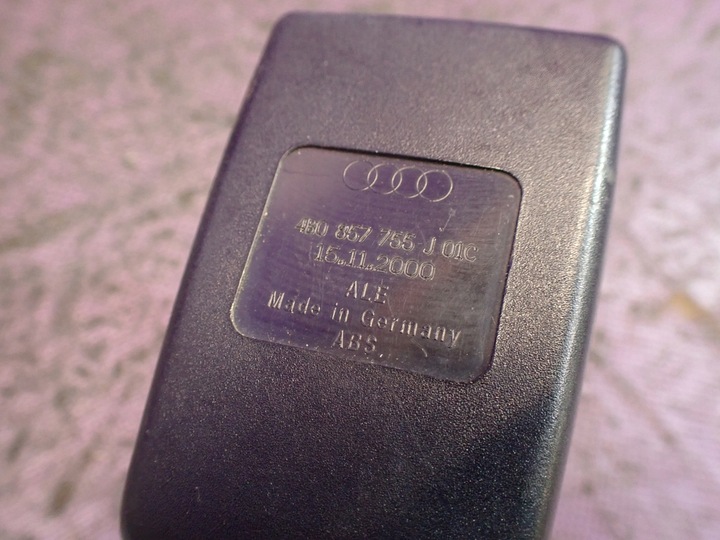 4B0 857 755 J 01C
15.11.2000
ALE
Made in Germany
ABS